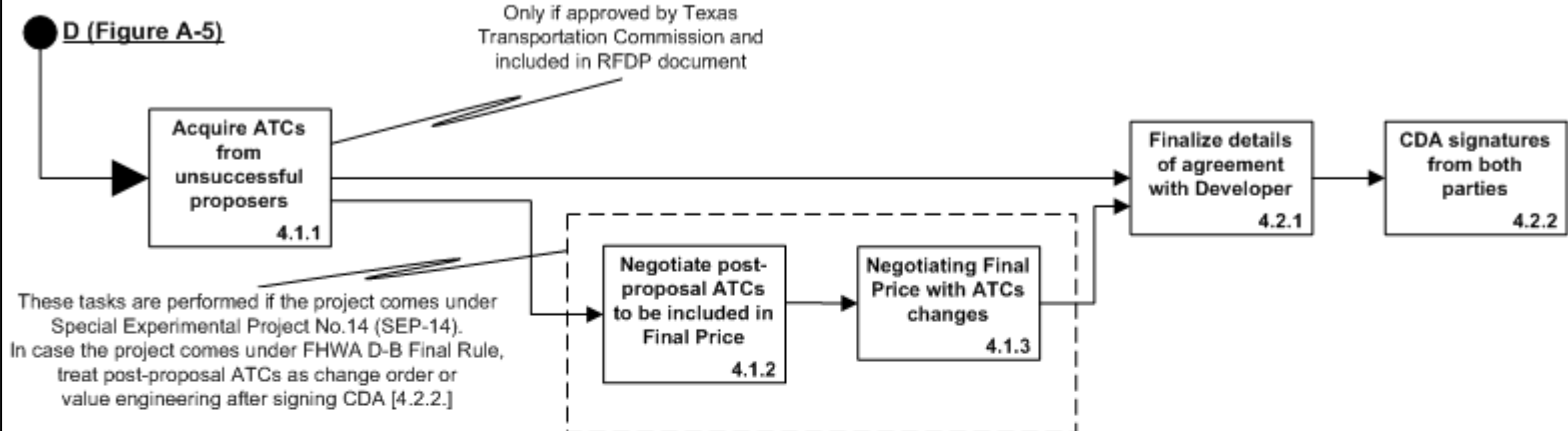 D (Figure A-5)
Only if approved by Texas
Transportation Commission and
included in RFDP document
Acquire ATCs
from
unsuccessful
proposers
4.1.1
Finalize details
of agreement
with Developer
4.2.1
CDA signatures
from both
parties
4.2.2
Negotiate post-
proposal ATCs
to be included in
Final Price
4.1.2
Negotiating Final
Price with ATCs
changes
4.1.3
These tasks are performed if the project comes under
Special Experimental Project No.14 (SEP-14).
In case the project comes under FHWA D-B Final Rule,
treat post-proposal ATCs as change order or
value engineering after signing CDA [4.2.2.]